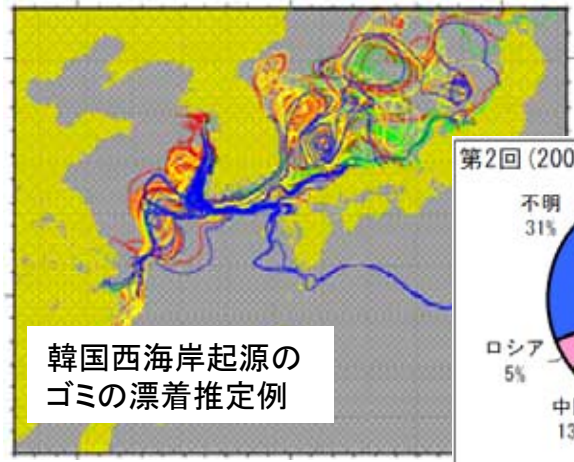 韓国西海岸起源の
ゴミの漂着推定例
第2回(200
不明
31%
ロシア
5%
中
13